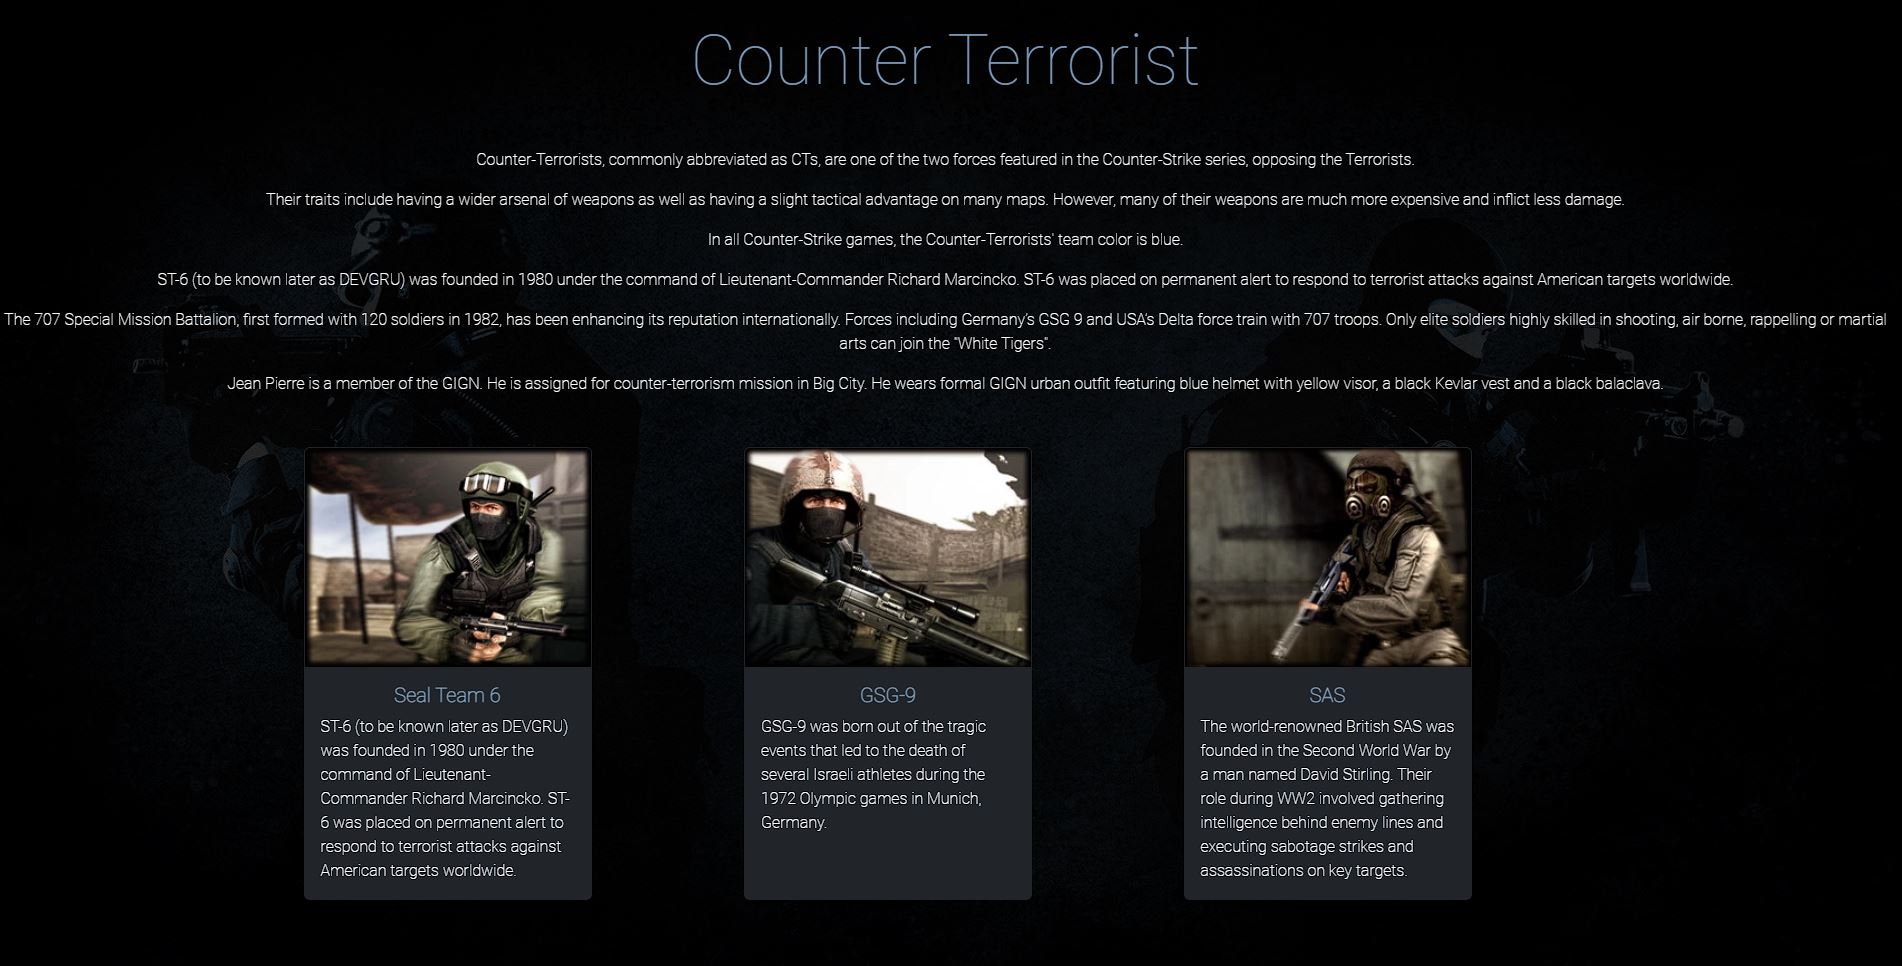 Counter Terrorist
Counter-Terrorists, commonly abbreviated as CTs, are one of the two forces featured in the Counter-Strike series, opposing the Terrorists.
Their traits include having a wider arsenal of weapons as well as having a slight tactical advantage on many maps. However, many of their weapons are much more expensive and inflict less damage.
In all Counter-Strike games, the Counter-Terrorists' team color is blue.
ST-6 (to be known later as DEVGRU) was founded in 1980 under the command of Lieutenant-Commander Richard Marcincko. ST-6 was placed on permanent alert to respond to terrorist attacks against American targets worldwide.
The 707 Special Mission Battalion, first formed with 120 soldiers in 1982, has been enhancing its reputation internationally. Forces including Germany's GSG 9 and USA's Delta force train with 707 troops. Only elite soldiers highly skilled in shooting, air borne, rappelling or martial
arts can join the "White Tigers".
Jean Pierre is a member of the GIGN. He is assigned for counter-terrorism mission in Big City. He wears formal GIGN urban outfit featuring blue helmet with yellow visor, a black Kevlar vest and a black balaclava.
Seal Team 6
ST-6 (to be known later as DEVGRU)
was founded in 1980 under the
command of Lieutenant-
Commander Richard Marcincko. ST-
6 was placed on permanent alert to
respond to terrorist attacks against
American targets worldwide.
GSG-9
GSG-9 was born out of the tragic
events that led to the death of
several Israeli athletes during the
1972 Olympic games in Munich,
Germany.
SAS
The world-renowned British SAS was
founded in the Second World War by
a man named David Stirling. Their
role during WW2 involved gathering
intelligence behind enemy lines and
executing sabotage strikes and
assassinations on key targets.